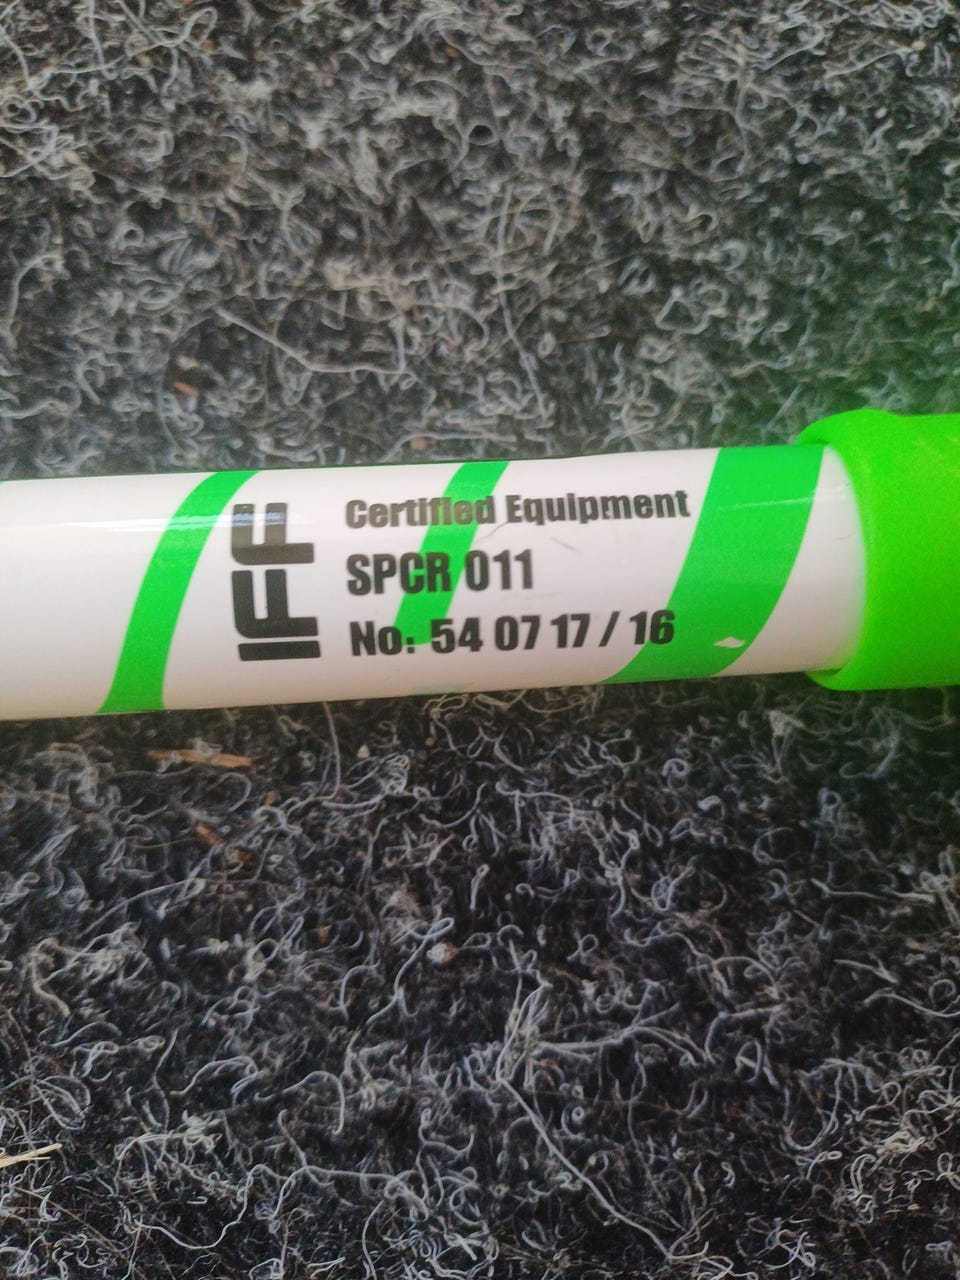 IFF
Certified Equipment
SPCR 011
No: 54 07 17 / 16